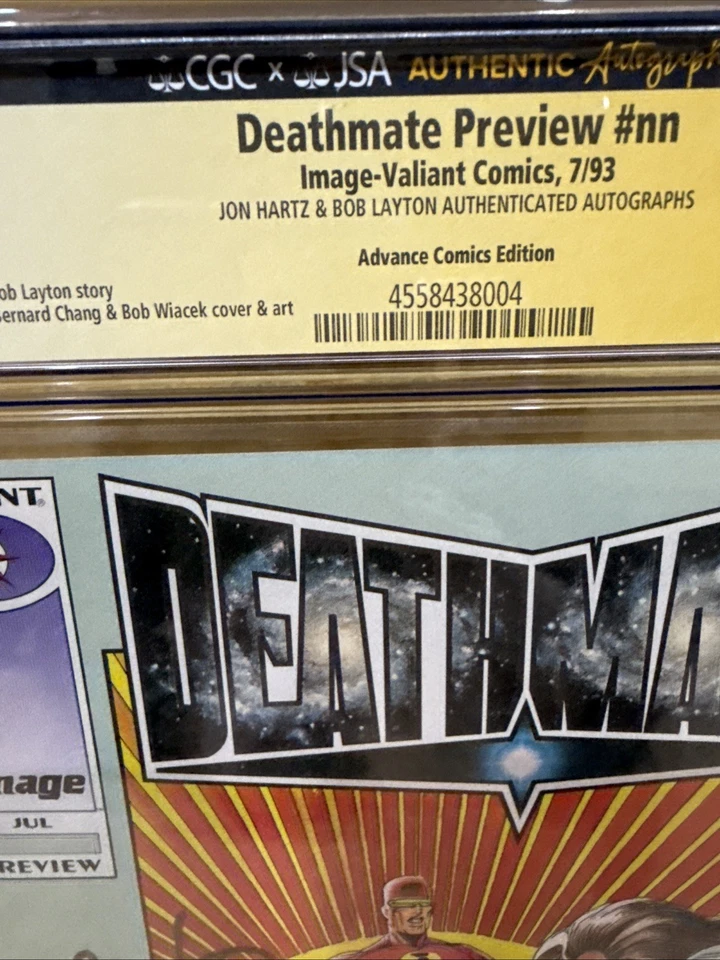 CGC x JSA AUTHENTIC Autograph
Deathmate Preview #nn
Image-Valiant Comics, 7/93
JON HARTZ & BOB LAYTON AUTHENTICATED AUTOGRAPHS
Advance Comics Edition
ob Layton story
ernard Chang & Bob Wiacek cover & art
4558438004
NT
DEATHMA
mage
JUL
REVIEW